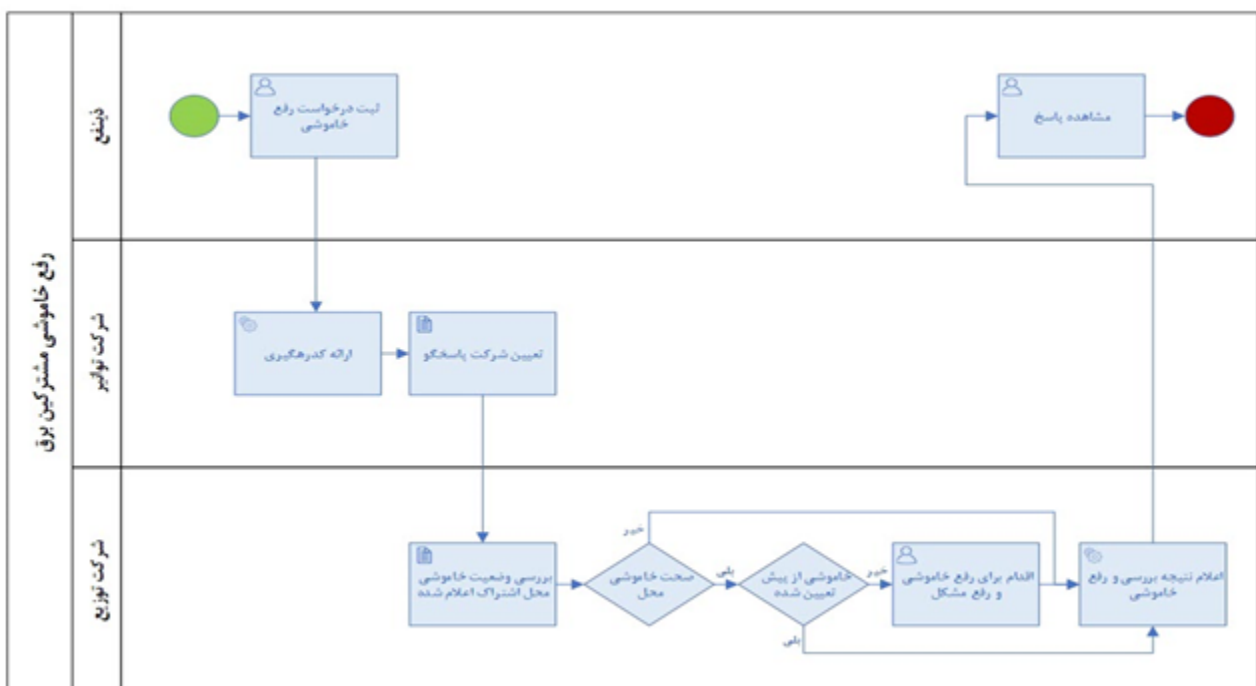 رفع خاموشی مشترکین برق
ذینفع
ثبت درخواست رفع
خاموشی
مشاهده پاسخ
شرکت توانیر
ارائه کدرهگیری
تعیین شرکت پاسخگو
شرکت توزیع
بررسی وضعیت خاموشی
محل اشتراک اعلام شده
صحت خاموشی
محل
خیر
بلی
خاموشی از پیش
تعیین شده
خیر
بلی
اقدام برای رفع خاموشی
و رفع مشکل
اعلام نتیجه بررسی و رفع
خاموشی